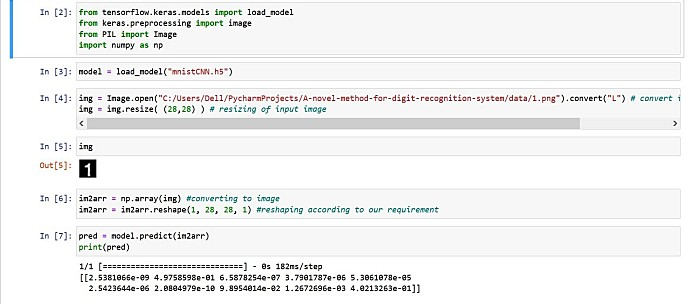 In [2]: from tensorflow.keras.models import load_model
from keras.preprocessing import image
from PIL import Image
import numpy as np
In [3]: model = load_model("mnistCNN.h5")
In [4]: img = Image.open("C:/Users/Dell/PycharmProjects/A-novel-method-for-digit-recognition-system/data/1.png").convert("L") # convert
img = img.resize( (28,28) ) # resizing of input image
In [5]: img
Out[5]: 1
In [6]: im2arr = np.array(img) #converting to image
im2arr = im2arr.reshape(1, 28, 28, 1) #reshaping according to our requirement
In [7]: pred = model.predict(im2arr)
print(pred)
1/1 [==============================] - 0s 182ms/step
[[2.5381066e-09 4.9758598e-01 6.5878254e-07 3.7901787e-06 5.3061078e-05
2.5423644e-06 2.0804979e-10 9.8954014e-02 1.2672696e-03 4.0213263e-01]]